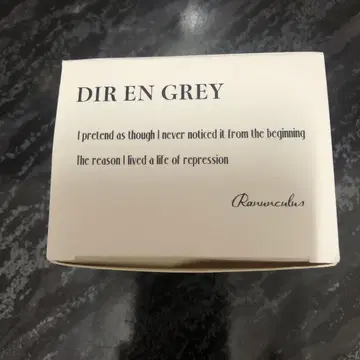 DIR EN GREY
I pretend as though I never noticed it from the beginning
The reason I lived a life of repression
Ranunculus